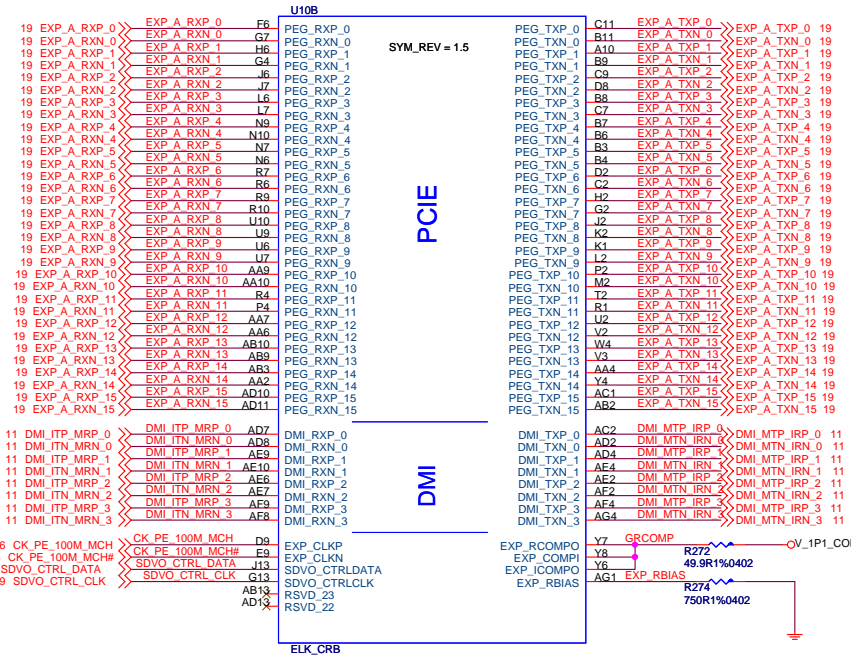 U10B
SYM_REV = 1.5
PCIE
DMI
19 EXP_A_RXP_0 EXP_A_RXP_0 F6 PEG_RXP_0 PEG_TXP_0 C11 EXP_A_TXP_0 EXP_A_TXP_0 19
19 EXP_A_RXN_0 EXP_A_RXN_0 G7 PEG_RXN_0 PEG_TXN_0 B11 EXP_A_TXN_0 EXP_A_TXN_0 19
19 EXP_A_RXP_1 EXP_A_RXP_1 H6 PEG_RXP_1 PEG_TXP_1 A10 EXP_A_TXP_1 EXP_A_TXP_1 19
19 EXP_A_RXN_1 EXP_A_RXN_1 G4 PEG_RXN_1 PEG_TXN_1 B9 EXP_A_TXN_1 EXP_A_TXN_1 19
19 EXP_A_RXP_2 EXP_A_RXP_2 J6 PEG_RXP_2 PEG_TXP_2 C9 EXP_A_TXP_2 EXP_A_TXP_2 19
19 EXP_A_RXN_2 EXP_A_RXN_2 J7 PEG_RXN_2 PEG_TXN_2 D8 EXP_A_TXN_2 EXP_A_TXN_2 19
19 EXP_A_RXP_3 EXP_A_RXP_3 L6 PEG_RXP_3 PEG_TXP_3 B8 EXP_A_TXP_3 EXP_A_TXP_3 19
19 EXP_A_RXN_3 EXP_A_RXN_3 L7 PEG_RXN_3 PEG_TXN_3 C7 EXP_A_TXN_3 EXP_A_TXN_3 19
19 EXP_A_RXP_4 EXP_A_RXP_4 N9 PEG_RXP_4 PEG_TXP_4 B7 EXP_A_TXP_4 EXP_A_TXP_4 19
19 EXP_A_RXN_4 EXP_A_RXN_4 N10 PEG_RXN_4 PEG_TXN_4 B6 EXP_A_TXN_4 EXP_A_TXN_4 19
19 EXP_A_RXP_5 EXP_A_RXP_5 N7 PEG_RXP_5 PEG_TXP_5 B3 EXP_A_TXP_5 EXP_A_TXP_5 19
19 EXP_A_RXN_5 EXP_A_RXN_5 N6 PEG_RXN_5 PEG_TXN_5 B4 EXP_A_TXN_5 EXP_A_TXN_5 19
19 EXP_A_RXP_6 EXP_A_RXP_6 R7 PEG_RXP_6 PEG_TXP_6 D2 EXP_A_TXP_6 EXP_A_TXP_6 19
19 EXP_A_RXN_6 EXP_A_RXN_6 R6 PEG_RXN_6 PEG_TXN_6 C2 EXP_A_TXN_6 EXP_A_TXN_6 19
19 EXP_A_RXP_7 EXP_A_RXP_7 R9 PEG_RXP_7 PEG_TXP_7 H2 EXP_A_TXP_7 EXP_A_TXP_7 19
19 EXP_A_RXN_7 EXP_A_RXN_7 R10 PEG_RXN_7 PEG_TXN_7 G2 EXP_A_TXN_7 EXP_A_TXN_7 19
19 EXP_A_RXP_8 EXP_A_RXP_8 U10 PEG_RXP_8 PEG_TXP_8 J2 EXP_A_TXP_8 EXP_A_TXP_8 19
19 EXP_A_RXN_8 EXP_A_RXN_8 U9 PEG_RXN_8 PEG_TXN_8 K2 EXP_A_TXN_8 EXP_A_TXN_8 19
19 EXP_A_RXP_9 EXP_A_RXP_9 U6 PEG_RXP_9 PEG_TXP_9 K1 EXP_A_TXP_9 EXP_A_TXP_9 19
19 EXP_A_RXN_9 EXP_A_RXN_9 U7 PEG_RXN_9 PEG_TXN_9 L2 EXP_A_TXN_9 EXP_A_TXN_9 19
19 EXP_A_RXP_10 EXP_A_RXP_10 AA9 PEG_RXP_10 PEG_TXP_10 P2 EXP_A_TXP_10 EXP_A_TXP_10 19
19 EXP_A_RXN_10 EXP_A_RXN_10 AA10 PEG_RXN_10 PEG_TXN_10 M2 EXP_A_TXN_10 EXP_A_TXN_10 19
19 EXP_A_RXP_11 EXP_A_RXP_11 R4 PEG_RXP_11 PEG_TXP_11 T2 EXP_A_TXP_11 EXP_A_TXP_11 19
19 EXP_A_RXN_11 EXP_A_RXN_11 P4 PEG_RXN_11 PEG_TXN_11 R1 EXP_A_TXN_11 EXP_A_TXN_11 19
19 EXP_A_RXP_12 EXP_A_RXP_12 AA7 PEG_RXP_12 PEG_TXP_12 U2 EXP_A_TXP_12 EXP_A_TXP_12 19
19 EXP_A_RXN_12 EXP_A_RXN_12 AA6 PEG_RXN_12 PEG_TXN_12 V2 EXP_A_TXN_12 EXP_A_TXN_12 19
19 EXP_A_RXP_13 EXP_A_RXP_13 AB10 PEG_RXP_13 PEG_TXP_13 W4 EXP_A_TXP_13 EXP_A_TXP_13 19
19 EXP_A_RXN_13 EXP_A_RXN_13 AB9 PEG_RXN_13 PEG_TXN_13 V3 EXP_A_TXN_13 EXP_A_TXN_13 19
19 EXP_A_RXP_14 EXP_A_RXP_14 AB3 PEG_RXP_14 PEG_TXP_14 AA4 EXP_A_TXP_14 EXP_A_TXP_14 19
19 EXP_A_RXN_14 EXP_A_RXN_14 AA2 PEG_RXN_14 PEG_TXN_14 Y4 EXP_A_TXN_14 EXP_A_TXN_14 19
19 EXP_A_RXP_15 EXP_A_RXP_15 AD10 PEG_RXP_15 PEG_TXP_15 AC1 EXP_A_TXP_15 EXP_A_TXP_15 19
19 EXP_A_RXN_15 EXP_A_RXN_15 AD11 PEG_RXN_15 PEG_TXN_15 AB2 EXP_A_TXN_15 EXP_A_TXN_15 19
11 DMI_ITP_MRP_0 DMI_ITP_MRP_0 AD7 DMI_RXP_0 DMI_TXP_0 AC2 DMI_MTP_IRP_0 DMI_MTP_IRP_0 11
11 DMI_ITN_MRN_0 DMI_ITN_MRN_0 AD8 DMI_RXN_0 DMI_TXN_0 AD2 DMI_MTN_IRN_0 DMI_MTN_IRN_0 11
11 DMI_ITP_MRP_1 DMI_ITP_MRP_1 AE9 DMI_RXP_1 DMI_TXP_1 AD4 DMI_MTP_IRP_1 DMI_MTP_IRP_1 11
11 DMI_ITN_MRN_1 DMI_ITN_MRN_1 AE10 DMI_RXN_1 DMI_TXN_1 AE4 DMI_MTN_IRN_1 DMI_MTN_IRN_1 11
11 DMI_ITP_MRP_2 DMI_ITP_MRP_2 AE6 DMI_RXP_2 DMI_TXP_2 AE2 DMI_MTP_IRP_2 DMI_MTP_IRP_2 11
11 DMI_ITN_MRN_2 DMI_ITN_MRN_2 AE7 DMI_RXN_2 DMI_TXN_2 AF2 DMI_MTN_IRN_2 DMI_MTN_IRN_2 11
11 DMI_ITP_MRP_3 DMI_ITP_MRP_3 AF9 DMI_RXP_3 DMI_TXP_3 AF4 DMI_MTP_IRP_3 DMI_MTP_IRP_3 11
11 DMI_ITN_MRN_3 DMI_ITN_MRN_3 AF8 DMI_RXN_3 DMI_TXN_3 AG4 DMI_MTN_IRN_3 DMI_MTN_IRN_3 11
6 CK_PE_100M_MCH CK_PE_100M_MCH D9 EXP_CLKP EXP_RCOMPO Y7 GRCOMP R272 49.9R1%0402 V_1P1_CO
CK_PE_100M_MCH# CK_PE_100M_MCH# E9 EXP_CLKN EXP_COMPI Y8
SDVO_CTRL_DATA SDVO_CTRL_DATA J13 SDVO_CTRLDATA EXP_ICOMPO Y6
9 SDVO_CTRL_CLK SDVO_CTRL_CLK G13 SDVO_CTRLCLK EXP_RBIAS AG1 EXP_RBIAS R274 750R1%0402
AB13 RSVD_23
AD13 RSVD_22
ELK_CRB